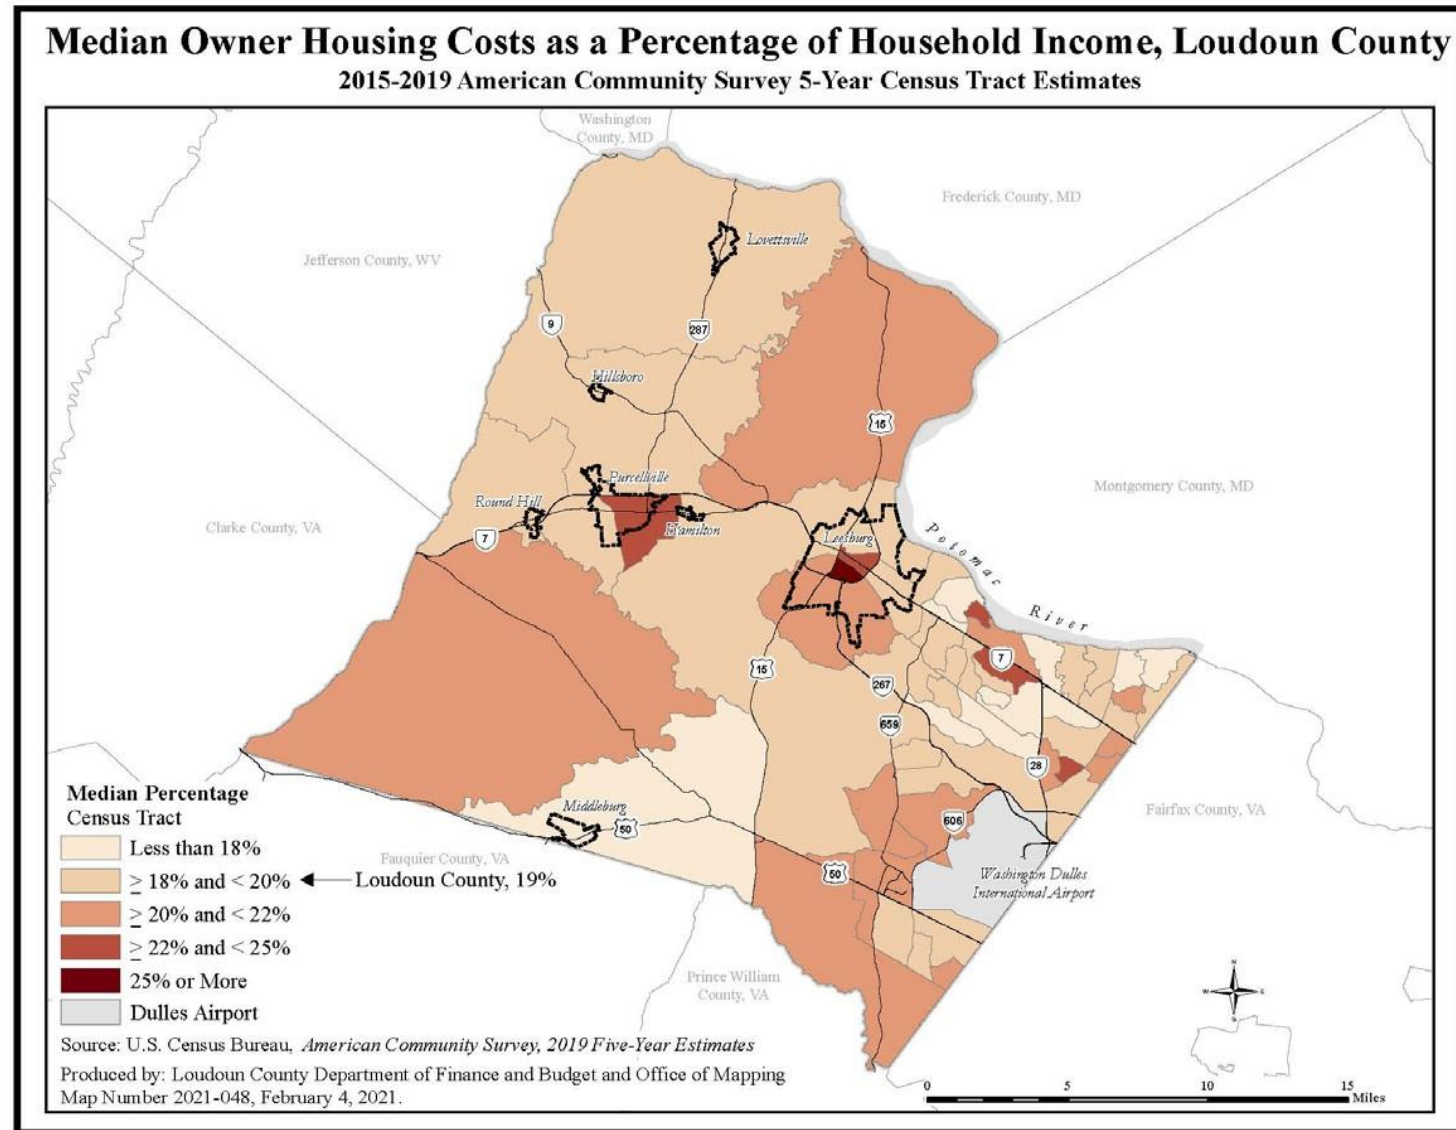 Median Owner Housing Costs as a Percentage of Household Income, Loudoun County
2015-2019 American Community Survey 5-Year Census Tract Estimates
Washington
County, MD
Frederick County, MD
Lovettsville
Jefferson County, WV
9
287
Hillsboro
15
Purcellville
Montgomery County, MD
Round Hill
Clarke County, VA
Hamilton
Leesburg
7
Potomac
River
7
15
267
659
28
Median Percentage
Census Tract
Less than 18%
≥ 18% and < 20%
Loudoun County, 19%
≥ 20% and < 22%
≥ 22% and < 25%
25% or More
Dulles Airport
Middleburg
50
606
Fairfax County, VA
Fauquier County, VA
50
Washington Dulles
International Airport
Prince William
County, VA
N
W
E
S
Source: U.S. Census Bureau, American Community Survey, 2019 Five-Year Estimates
Produced by: Loudoun County Department of Finance and Budget and Office of Mapping
Map Number 2021-048, February 4, 2021.
0 5 10 15
Miles